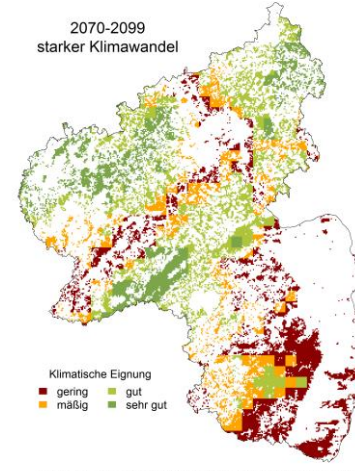 2070-2099
starker Klimawandel
Klimatische Eignung
gering gut
mäßig sehr gut